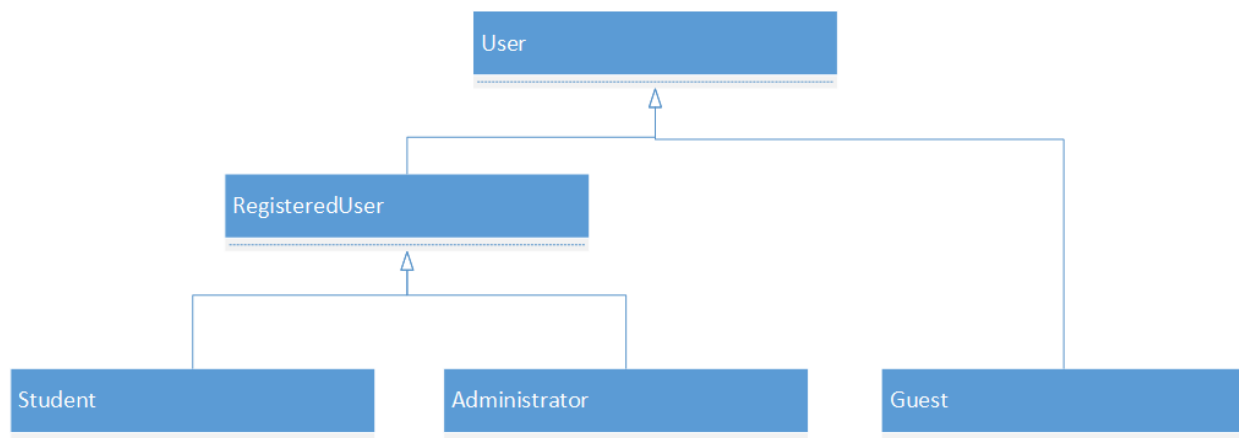 User
RegisteredUser
Student
Administrator
Guest